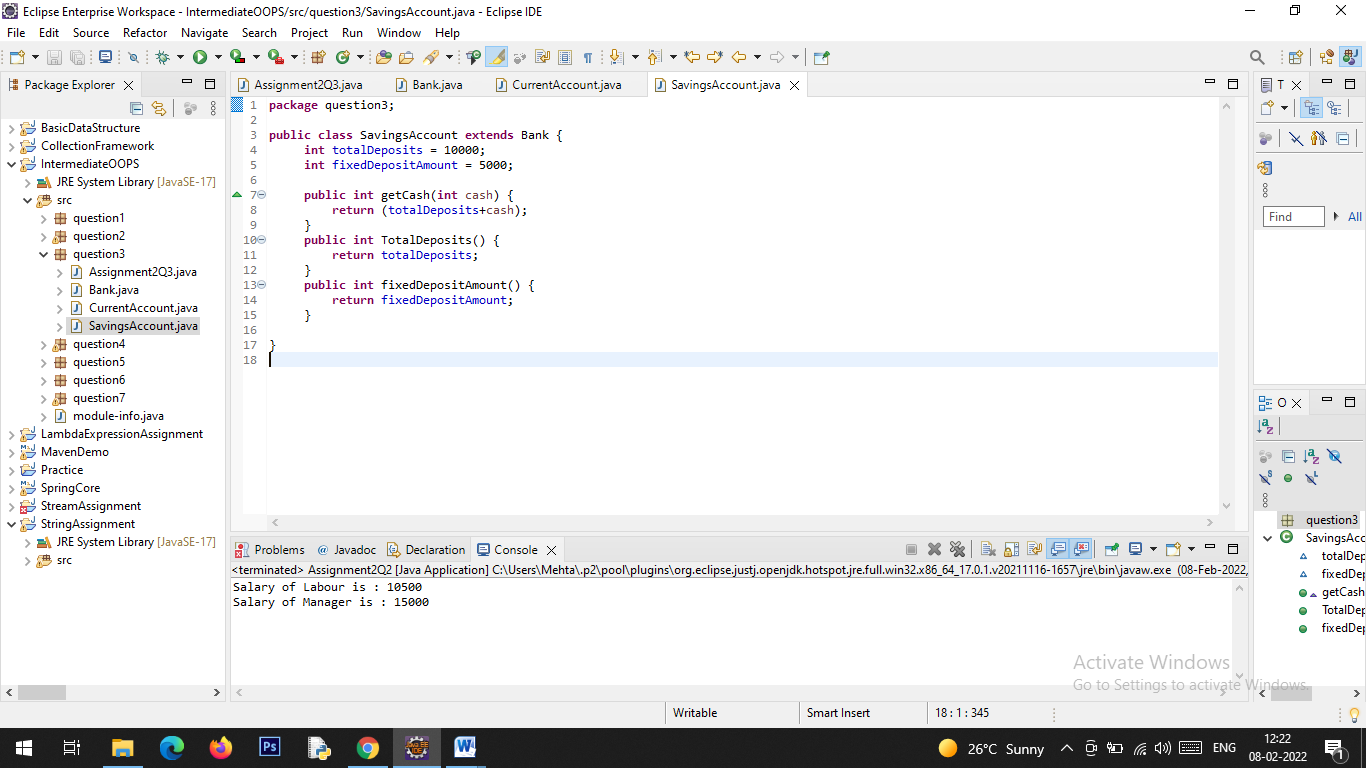 Eclipse Enterprise Workspace - IntermediateOOPS/src/question3/SavingsAccount.java - Eclipse IDE
File Edit Source Refactor Navigate Search Project Run Window Help
Package Explorer
BasicDataStructure
CollectionFramework
IntermediateOOPS
JRE System Library [JavaSE-17]
src
question1
question2
question3
Assignment2Q3.java
Bank.java
CurrentAccount.java
SavingsAccount.java
question4
question5
question6
question7
module-info.java
LambdaExpressionAssignment
MavenDemo
Practice
SpringCore
StreamAssignment
StringAssignment
JRE System Library [JavaSE-17]
src
Assignment2Q3.java Bank.java CurrentAccount.java SavingsAccount.java
1 package question3;
2
3 public class SavingsAccount extends Bank {
4 int totalDeposits = 10000;
5 int fixedDepositAmount = 5000;
6
7 public int getCash(int cash) {
8 return (totalDeposits+cash);
9 }
10 public int TotalDeposits() {
11 return totalDeposits;
12 }
13 public int fixedDepositAmount() {
14 return fixedDepositAmount;
15 }
16
17 }
18
Problems @ Javadoc Declaration Console
<terminated> Assignment2Q2 [Java Application] C:\Users\Mehta\.p2\pool\plugins\org.eclipse.justj.openjdk.hotspot.jre.full.win32.x86_64_17.0.1.v20211116-1657\jre\bin\javaw.exe (08-Feb-2022,
Salary of Labour is : 10500
Salary of Manager is : 15000
T
Find All
O
question3
SavingsAcc
totalDep
fixedDep
getCash
TotalDep
fixedDep
Activate Windows
Go to Settings to activate Windows.
Writable Smart Insert 18 : 1 : 345
26°C Sunny ENG 12:22
08-02-2022
1